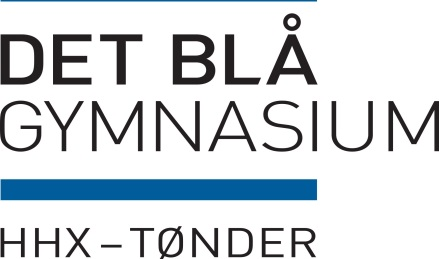 DET BLÅ
GYMNASIUM
HHX – TØNDER